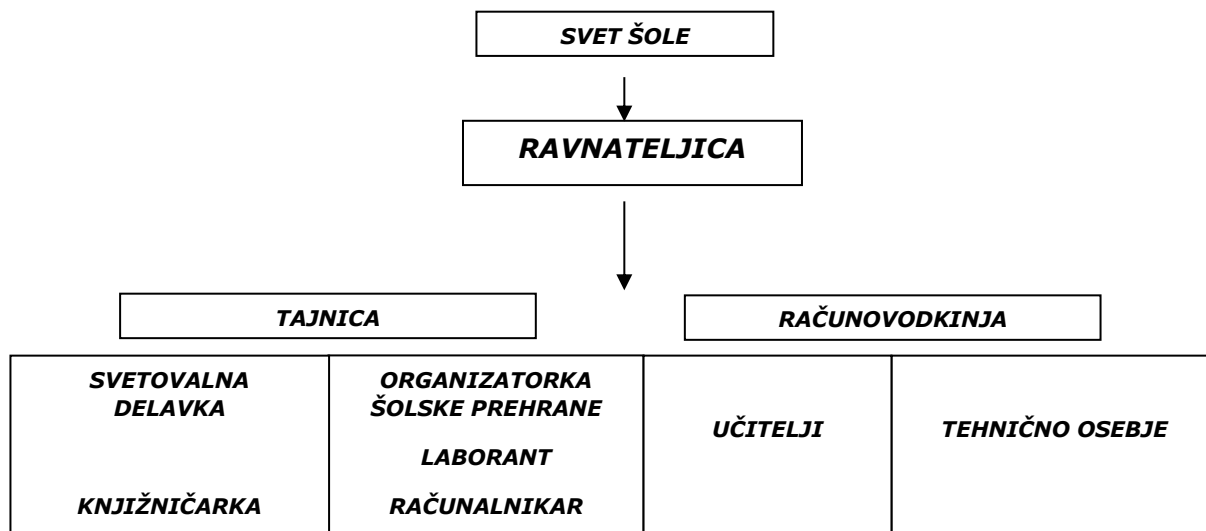 SVET ŠOLE
RAVNATELJICA
TAJNICA
RAČUNOVODKINJA
SVETOVALNA
DELAVKA
KNJIŽNIČARKA
ORGANIZATORKA
ŠOLSKE PREHRANE
LABORANT
RAČUNALNIKAR
UČITELJI
TEHNIČNO OSEBJE